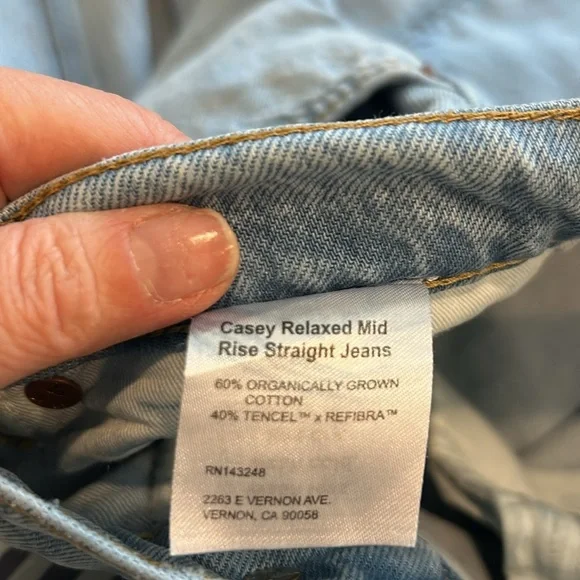 Casey Relaxed Mid
Rise Straight Jeans
60% ORGANICALLY GROWN
COTTON
40% TENCEL™ x REFIBRA™
RN143248
2263 E VERNON AVE.
VERNON, CA 90058